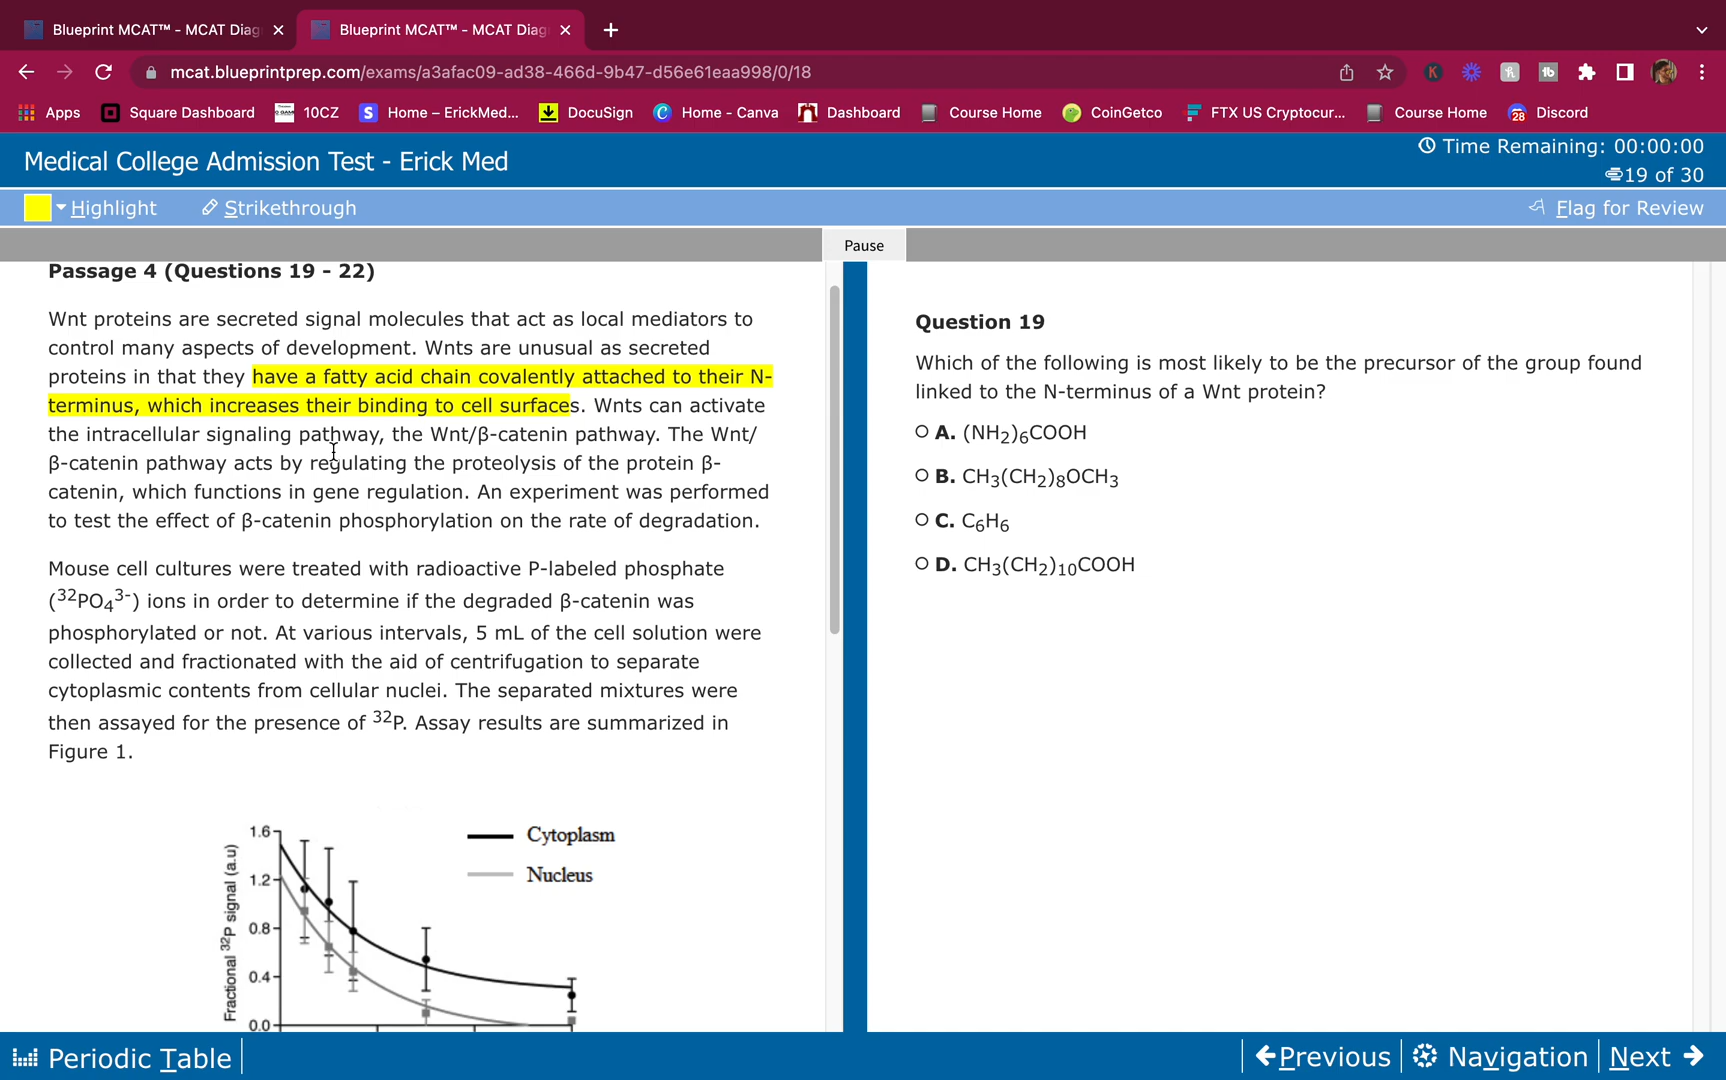 Blueprint MCAT™ - MCAT Diag
Blueprint MCAT™ - MCAT Diag
mcat.blueprintprep.com/exams/a3afac09-ad38-466d-9b47-d56e61eaa998/0/18
Apps
Square Dashboard
10CZ
Home – ErickMed...
DocuSign
Home - Canva
Dashboard
Course Home
CoinGetco
FTX US Cryptocur...
Course Home
28
Discord
Medical College Admission Test - Erick Med
Time Remaining: 00:00:00
19 of 30
Highlight
Strikethrough
Flag for Review
Pause
Passage 4 (Questions 19 - 22)
Wnt proteins are secreted signal molecules that act as local mediators to
control many aspects of development. Wnts are unusual as secreted
proteins in that they have a fatty acid chain covalently attached to their N-
terminus, which increases their binding to cell surfaces. Wnts can activate
the intracellular signaling pathway, the Wnt/β-catenin pathway. The Wnt/
β-catenin pathway acts by regulating the proteolysis of the protein β-
catenin, which functions in gene regulation. An experiment was performed
to test the effect of β-catenin phosphorylation on the rate of degradation.
Mouse cell cultures were treated with radioactive P-labeled phosphate
(³²PO₄³⁻) ions in order to determine if the degraded β-catenin was
phosphorylated or not. At various intervals, 5 mL of the cell solution were
collected and fractionated with the aid of centrifugation to separate
cytoplasmic contents from cellular nuclei. The separated mixtures were
then assayed for the presence of ³²P. Assay results are summarized in
Figure 1.
Fractional ³²P signal (a.u)
1.6
1.2
0.8
0.4
0.0
Cytoplasm
Nucleus
Question 19
Which of the following is most likely to be the precursor of the group found
linked to the N-terminus of a Wnt protein?
A. (NH₂)₆COOH
B. CH₃(CH₂)₈OCH₃
C. C₆H₆
D. CH₃(CH₂)₁₀COOH
Periodic Table
Previous
Navigation
Next